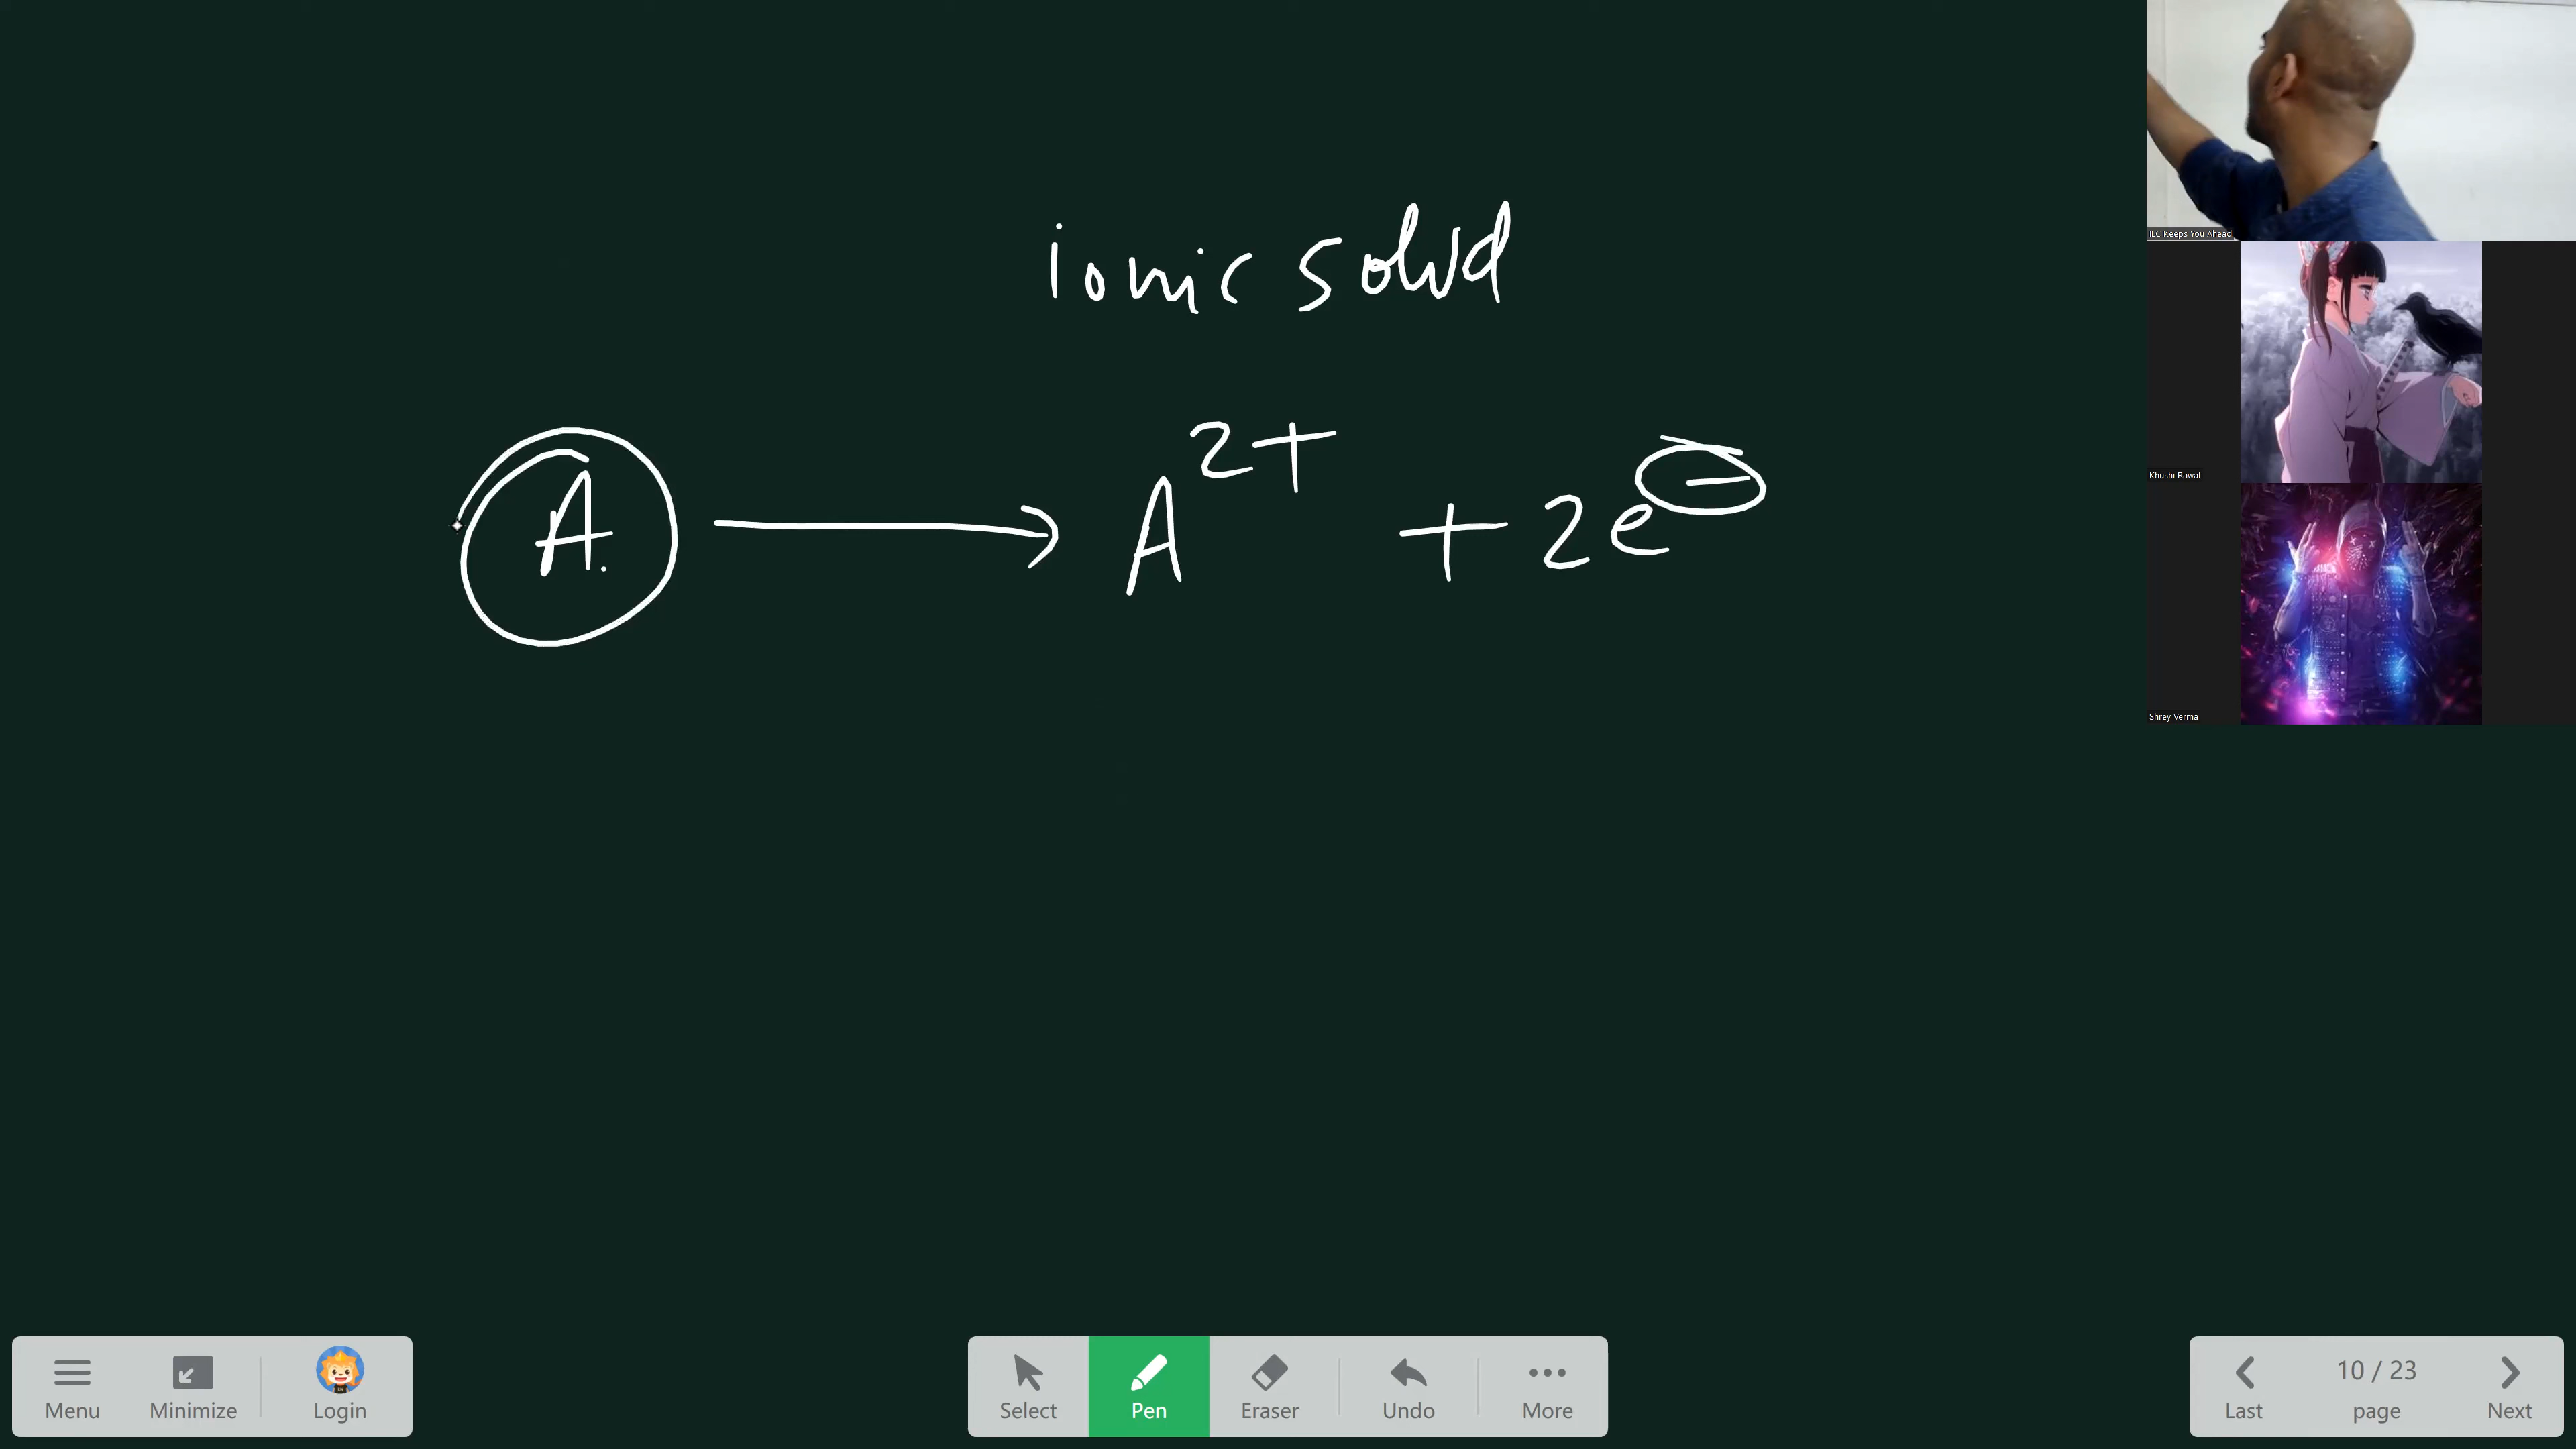 ILC Keeps You Ahead
ionic solid
Khushi Rawat
A. → A²⁺ + 2e⁻
Shrey Verma
Menu Minimize Login
Select Pen Eraser Undo More
10 / 23
Last page Next